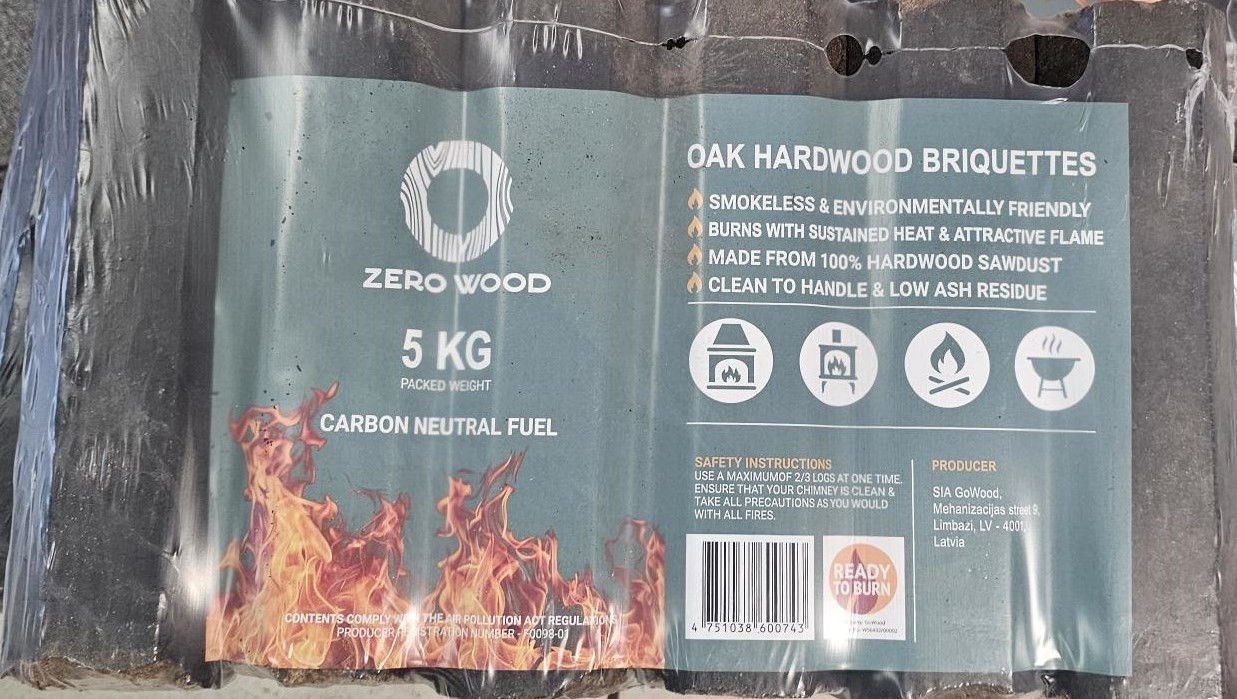 ZERO WOOD
5 KG
PACKED WEIGHT
CARBON NEUTRAL FUEL
CONTENTS COMPLY WITH THE AIR POLLUTION ACT REGULATIONS
PRODUCER REGISTRATION NUMBER - F0098-01
OAK HARDWOOD BRIQUETTES
SMOKELESS & ENVIRONMENTALLY FRIENDLY
BURNS WITH SUSTAINED HEAT & ATTRACTIVE FLAME
MADE FROM 100% HARDWOOD SAWDUST
CLEAN TO HANDLE & LOW ASH RESIDUE
SAFETY INSTRUCTIONS
USE A MAXIMUMOF 2/3 LOGS AT ONE TIME.
ENSURE THAT YOUR CHIMNEY IS CLEAN &
TAKE ALL PRECAUTIONS AS YOU WOULD
WITH ALL FIRES.
4 751038 600743
READY
TO BURN
GoWood
PRODUCER
SIA GoWood,
Mehanizacijas street 9,
Limbazi, LV - 4001,
Latvia